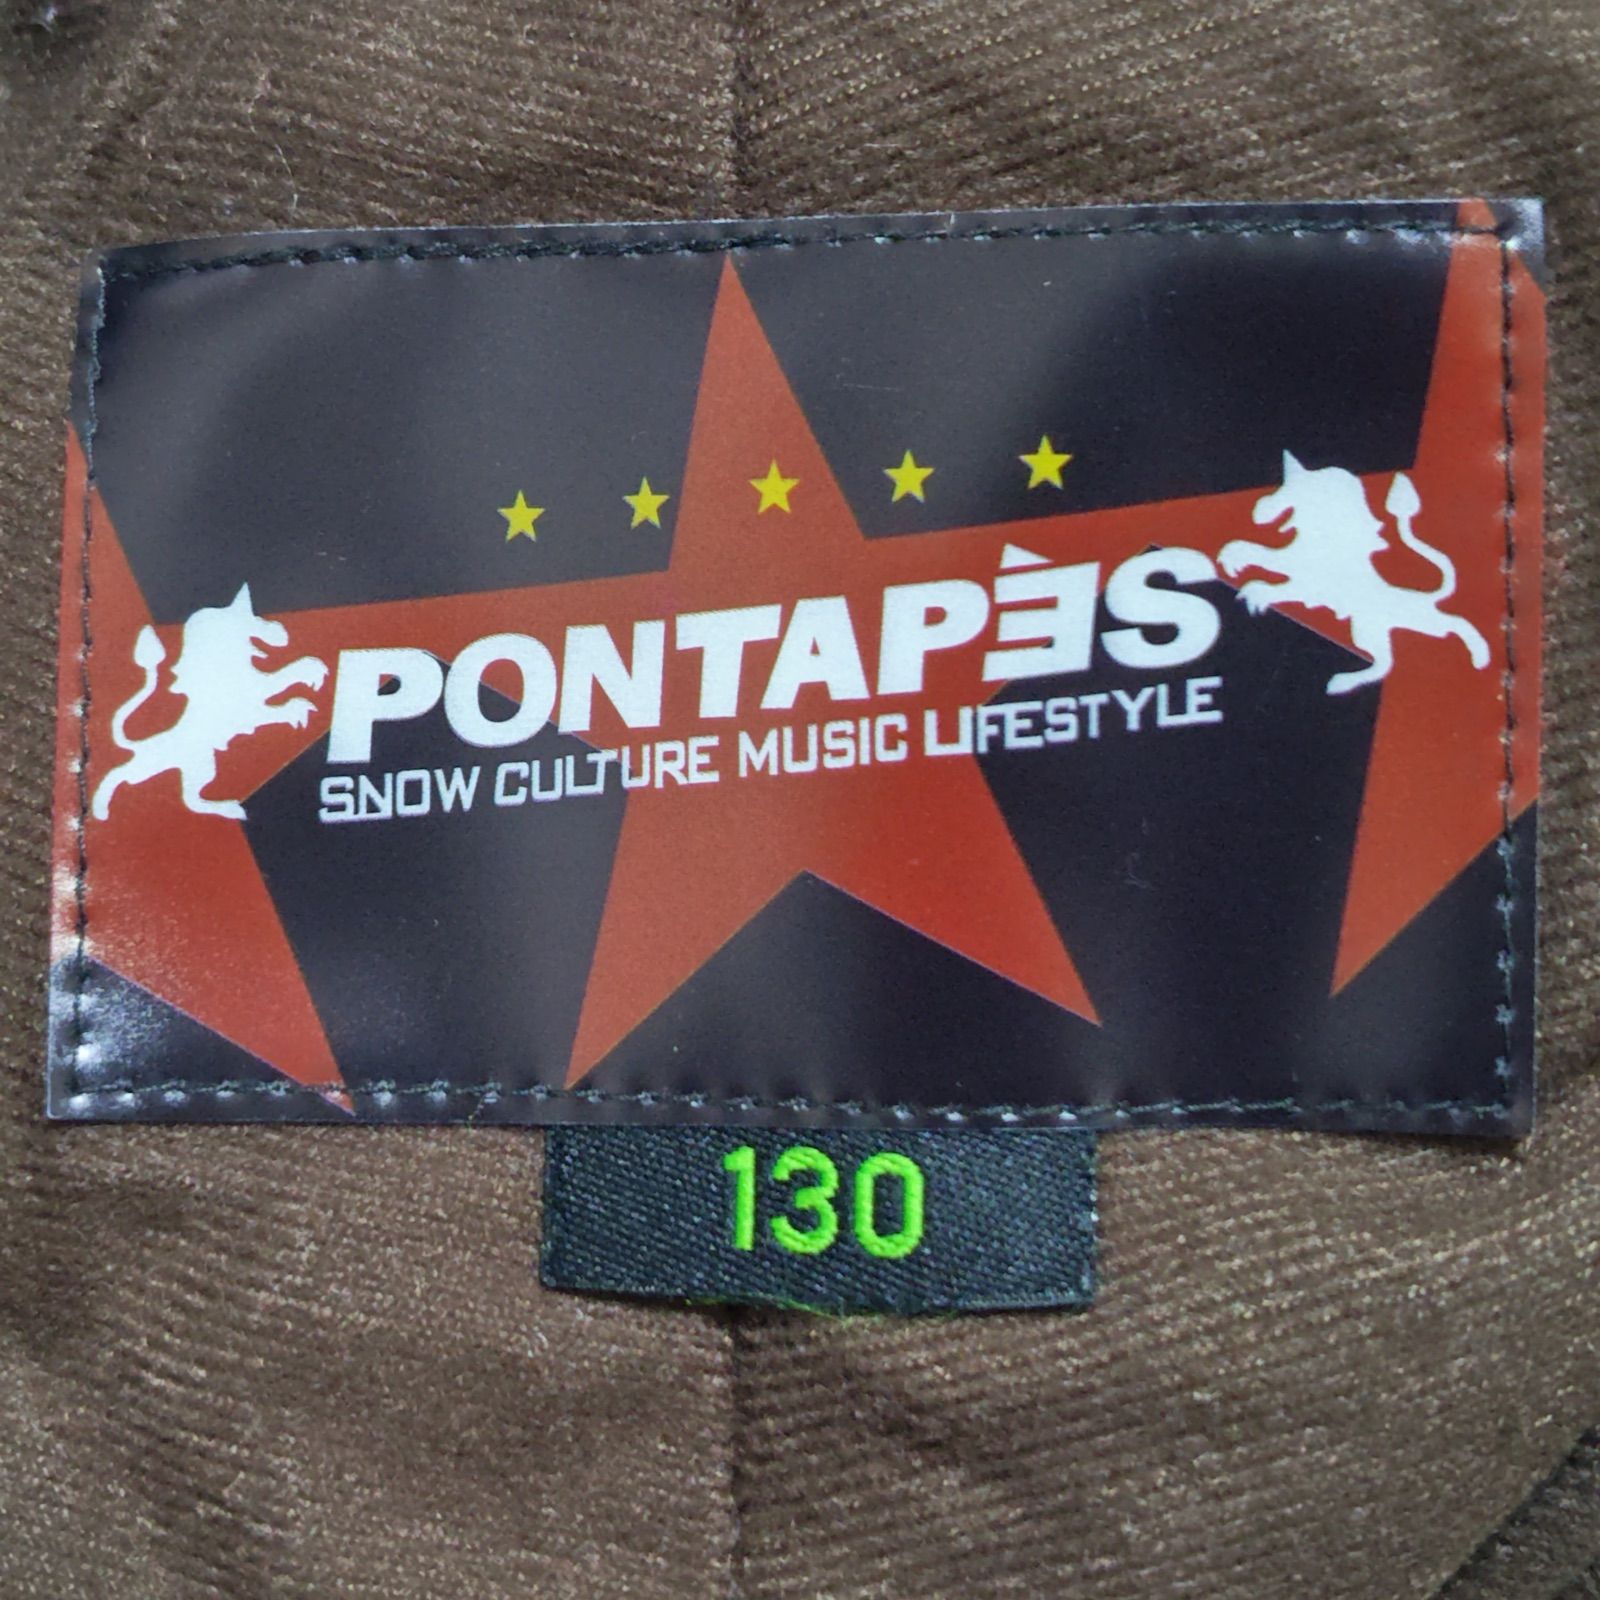 PONTAPÈS
SNOW CULTURE MUSIC LIFESTYLE
130